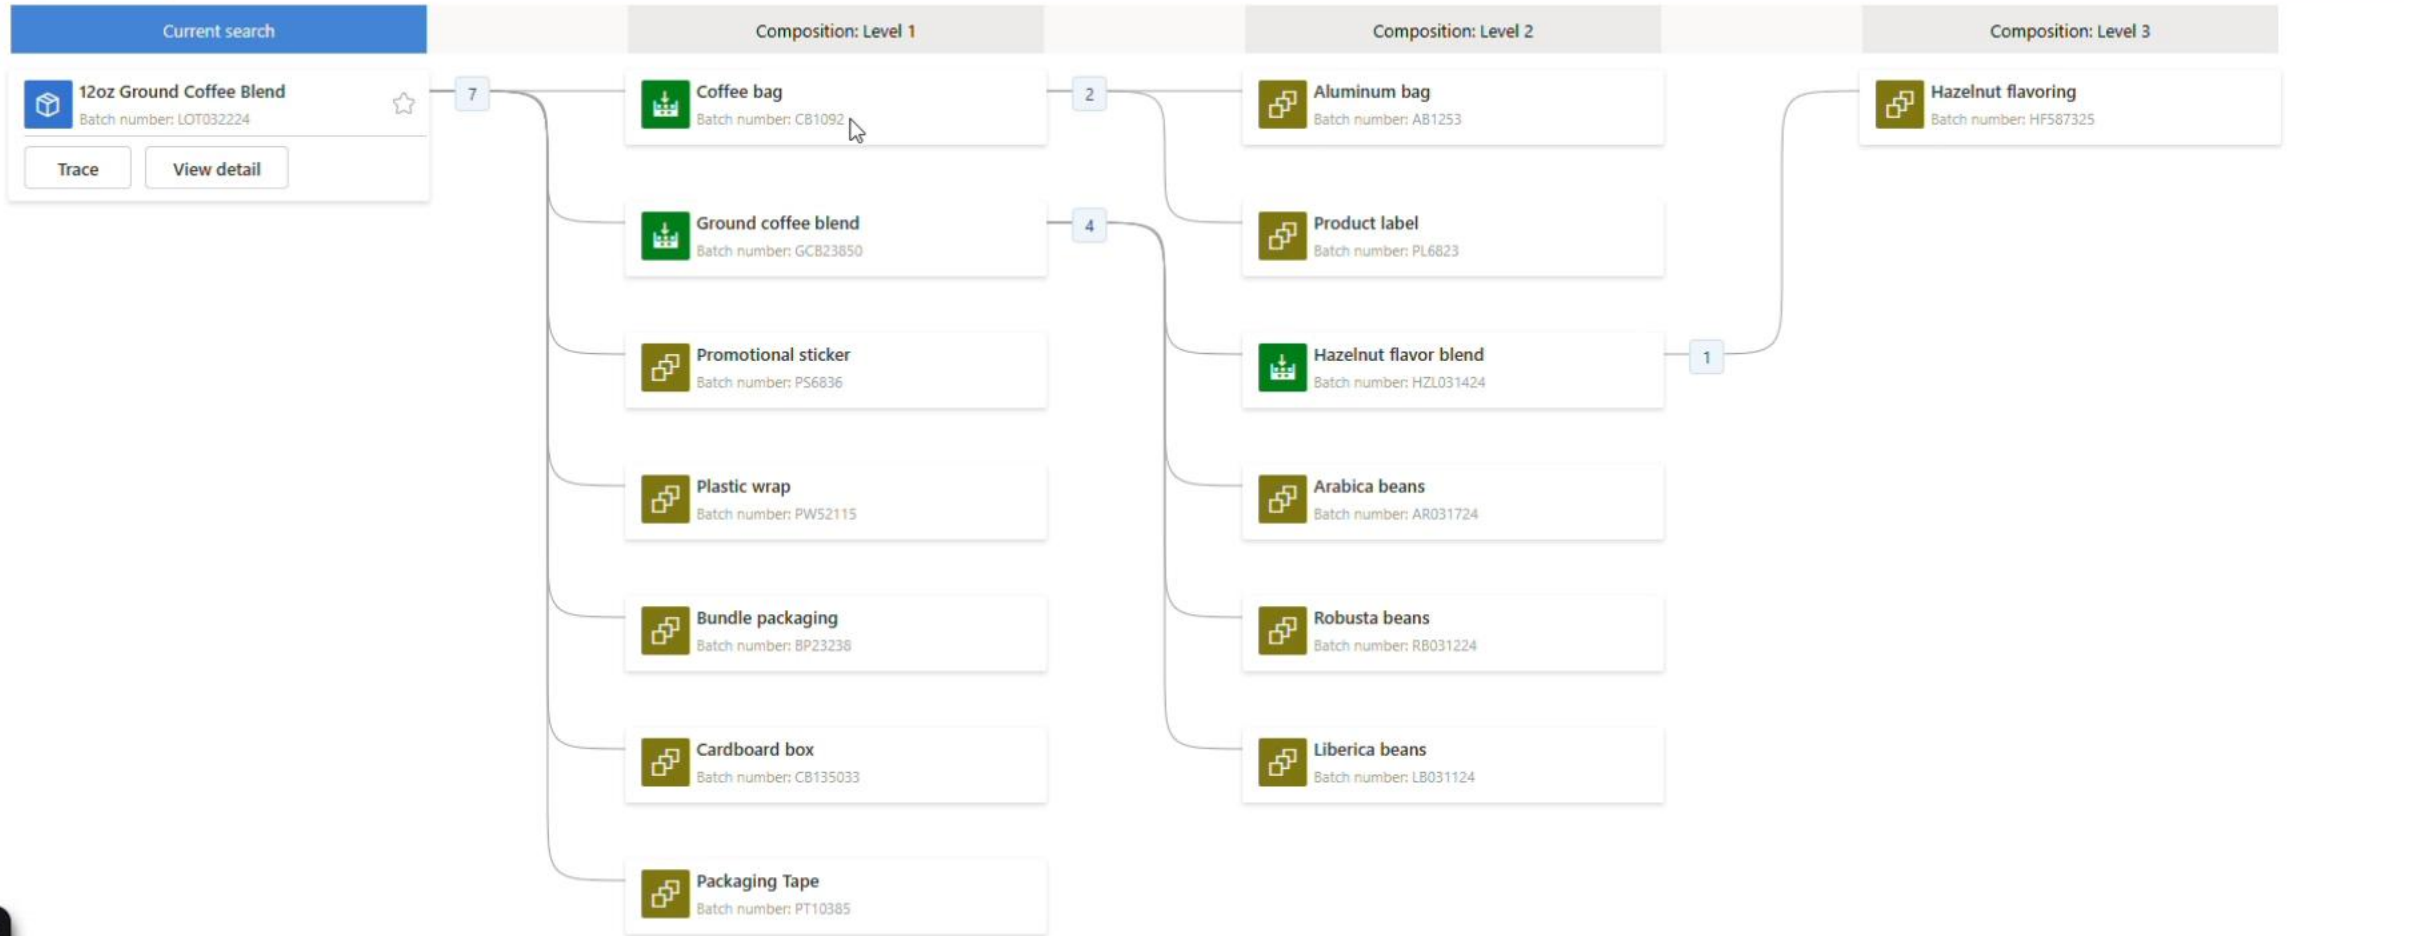 Current search
Composition: Level 1
Composition: Level 2
Composition: Level 3
12oz Ground Coffee Blend
Batch number: LOT032224
Trace
View detail
7
Coffee bag
Batch number: CB1092
2
Aluminum bag
Batch number: AB1253
Hazelnut flavoring
Batch number: HF587325
Ground coffee blend
Batch number: GCB23850
4
Product label
Batch number: PL6823
Promotional sticker
Batch number: PS6836
Hazelnut flavor blend
Batch number: HZL031424
1
Plastic wrap
Batch number: PW52115
Arabica beans
Batch number: AR031724
Bundle packaging
Batch number: BP23238
Robusta beans
Batch number: RB031224
Cardboard box
Batch number: CB135033
Liberica beans
Batch number: LB031124
Packaging Tape
Batch number: PT10385